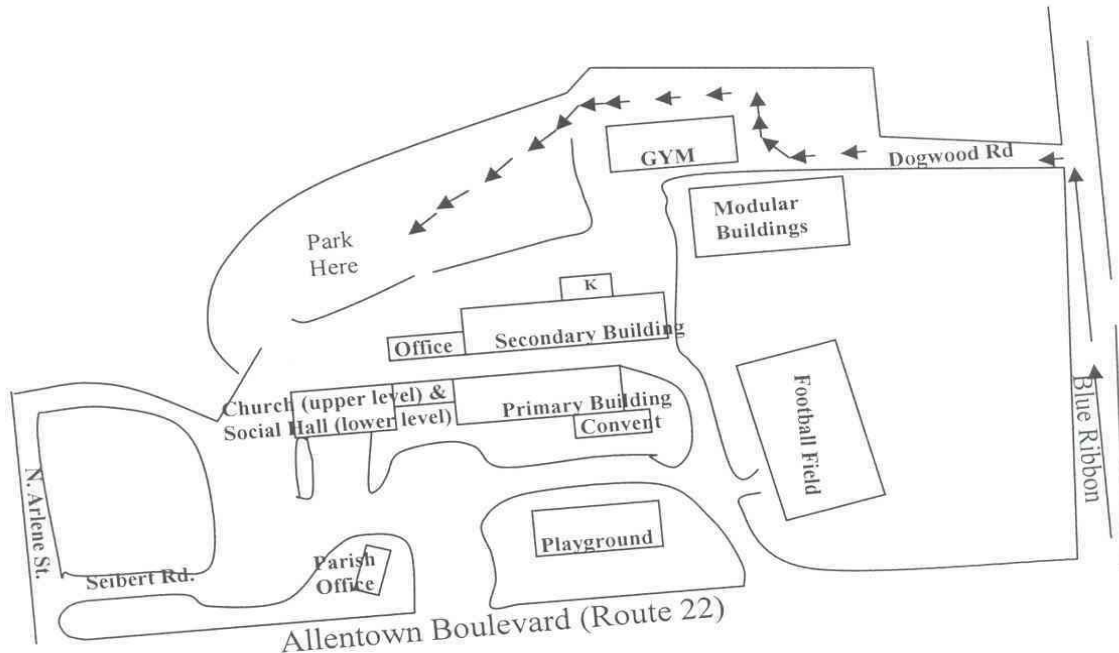 GYM
Dogwood Rd
Modular
Buildings
Park
Here
K
Office
Secondary Building
Church (upper level) &
Social Hall (lower level)
Primary Building
Convent
Football Field
Blue Ribbon
N. Arlene St.
Seibert Rd.
Parish
Office
Playground
Allentown Boulevard (Route 22)